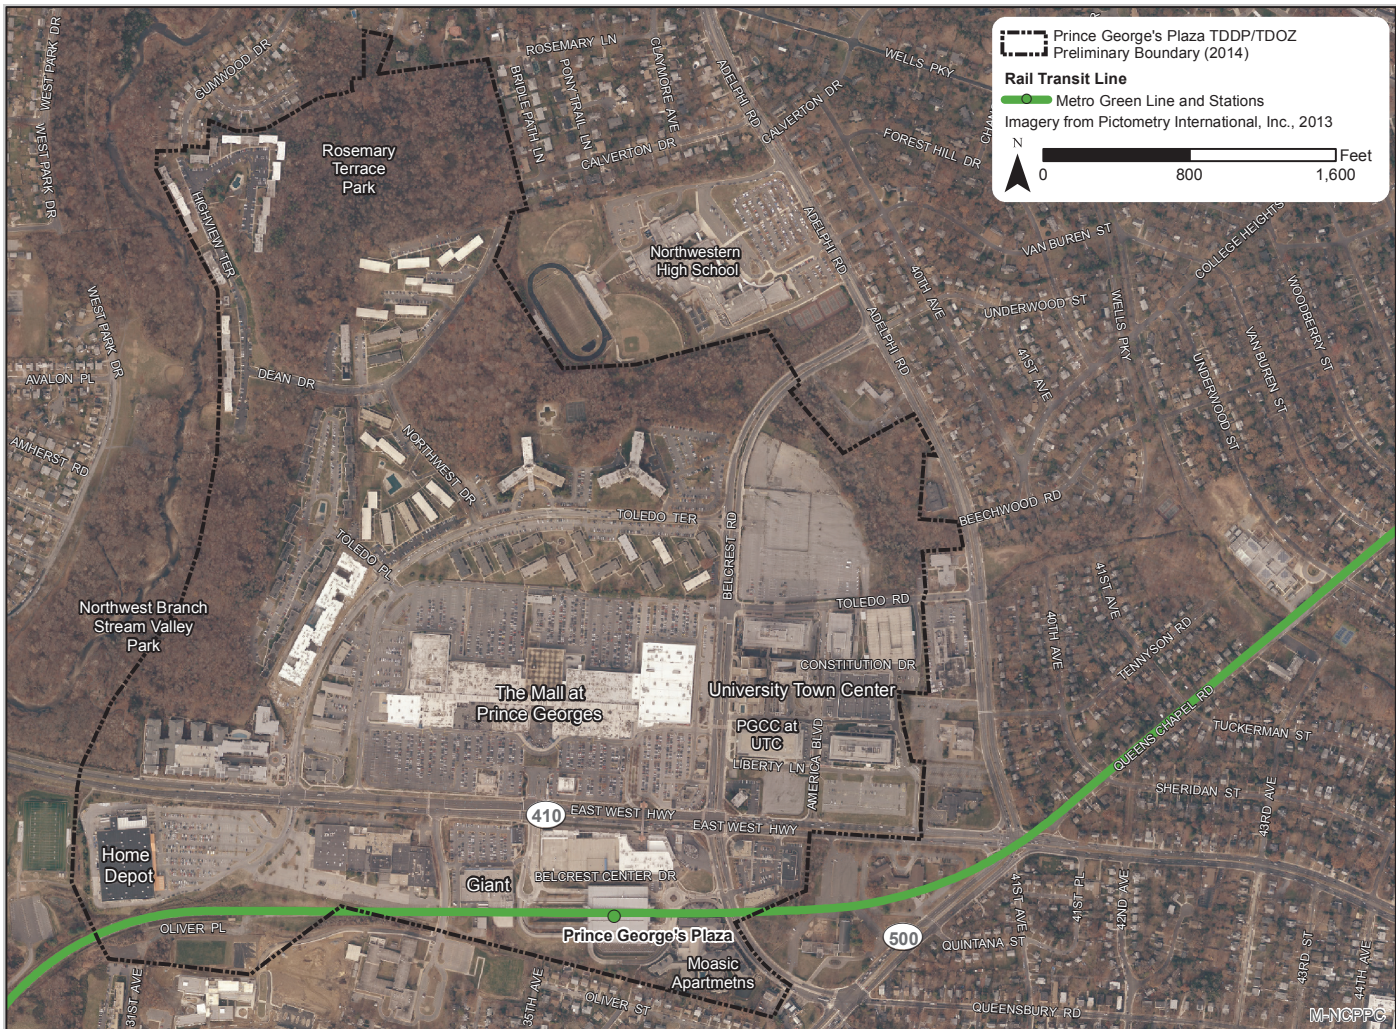 Prince George's Plaza TDDP/TDOZ
Preliminary Boundary (2014)
Rail Transit Line
Metro Green Line and Stations
Imagery from Pictometry International, Inc., 2013
N
Feet
0
800
1,600
WEST PARK DR
GUMWOOD DR
ROSEMARY LN
CLAYMORE AVE
ADELPHI RD
WELLS PKY
BRIDLE PATH LN
PONY TRAIL LN
CALVERTON DR
CALVERTON DR
FOREST HILL DR
WEST PARK DR
Rosemary
Terrace
Park
HIGHVIEW TER
Northwestern
High School
ADELPHI RD
40TH AVE
VAN BUREN ST
COLLEGE HEIGHTS
UNDERWOOD ST
WELLS PKY
WOODBERRY ST
VAN BUREN ST
WEST PARK DR
ADELPHI RD
41ST AVE
UNDERWOOD ST
AVALON PL
DEAN DR
AMHERST RD
NORTHWEST DR
TOLEDO TER
BEECHWOOD RD
BELCREST RD
TOLEDO PL
Northwest Branch
Stream Valley
Park
TOLEDO RD
40TH AVE
41ST AVE
TENNYSON RD
CONSTITUTION DR
The Mall at
Prince Georges
University Town Center
PGCC at
UTC
AMERICA BLVD
LIBERTY LN
QUEENS CHAPEL RD
TUCKERMAN ST
SHERIDAN ST
43RD AVE
410
EAST WEST HWY
EAST WEST HWY
Home
Depot
Giant
BELCREST CENTER DR
41ST AVE
41ST PL
42ND AVE
OLIVER PL
Prince George's Plaza
500
QUINTANA ST
43RD ST
44TH AVE
Moasic
Apartmetns
31ST AVE
35TH AVE
OLIVER ST
QUEENSBURY RD
M-NCPPC